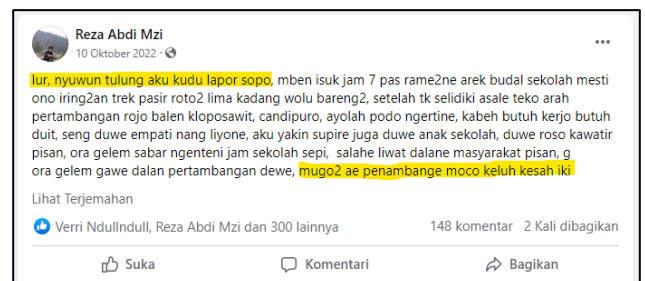 Reza Abdi Mzi
10 Oktober 2022 ·
lur, nyuwun tulung aku kudu lapor sopo, mben isuk jam 7 pas rame2ne arek budal sekolah mesti
ono iring2an trek pasir roto2 lima kadang wolu bareng2, setelah tk selidiki asale teko arah
pertambangan rojo balen kloposawit, candipuro, ayolah podo ngertine, kabeh butuh kerjo butuh
duit, seng duwe empati nang liyone, aku yakin supire juga duwe anak sekolah, duwe roso kawatir
pisan, ora gelem sabar ngenteni jam sekolah sepi, salahe liwat dalane masyarakat pisan, g
ora gelem gawe dalan pertambangan dewe, mugo2 ae penambange moco keluh kesah iki
Lihat Terjemahan
Verri Ndullndull, Reza Abdi Mzi dan 300 lainnya 148 komentar 2 Kali dibagikan
Suka Komentari Bagikan